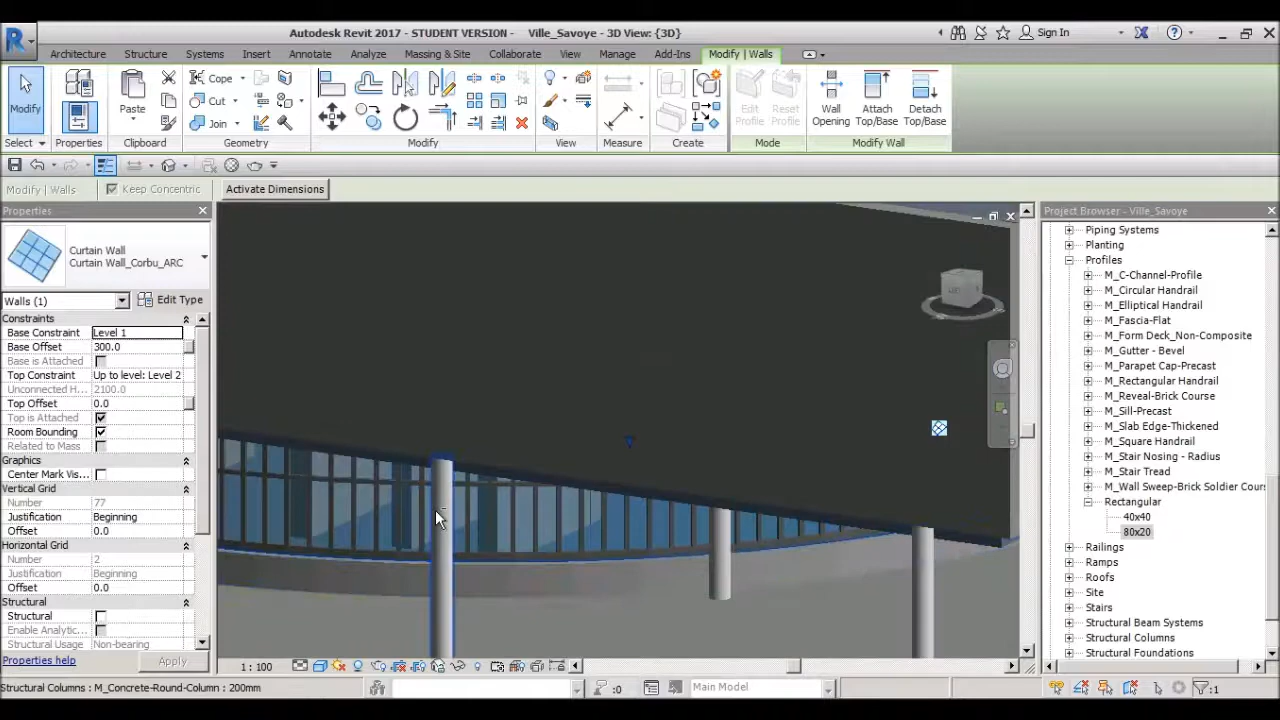 Autodesk Revit 2017 - STUDENT VERSION - Ville_Savoye - 3D View: {3D}
Sign In
Architecture Structure Systems Insert Annotate Analyze Massing & Site Collaborate View Manage Add-Ins Modify | Walls
Modify
Paste
Cope
Cut
Join
Edit Profile
Reset Profile
Wall Opening
Attach Top/Base
Detach Top/Base
Select Properties Clipboard Geometry Modify View Measure Create Mode Modify Wall
Modify | Walls Keep Concentric Activate Dimensions
Properties
Curtain Wall
Curtain Wall_Corbu_ARC
Walls (1) Edit Type
Constraints
Base Constraint Level 1
Base Offset 300.0
Base is Attached
Top Constraint Up to level: Level 2
Unconnected H... 2100.0
Top Offset 0.0
Top is Attached
Room Bounding
Related to Mass
Graphics
Center Mark Vis...
Vertical Grid
Number 77
Justification Beginning
Offset 0.0
Horizontal Grid
Number 2
Justification Beginning
Offset 0.0
Structural
Structural
Enable Analytic...
Structural Usage Non-bearing
Properties help Apply
1 : 100
Structural Columns : M_Concrete-Round-Column : 200mm
:0
Main Model
:1
Project Browser - Ville_Savoye
Piping Systems
Planting
Profiles
M_C-Channel-Profile
M_Circular Handrail
M_Elliptical Handrail
M_Fascia-Flat
M_Form Deck_Non-Composite
M_Gutter - Bevel
M_Parapet Cap-Precast
M_Rectangular Handrail
M_Reveal-Brick Course
M_Sill-Precast
M_Slab Edge-Thickened
M_Square Handrail
M_Stair Nosing - Radius
M_Stair Tread
M_Wall Sweep-Brick Soldier Cour
Rectangular
40x40
80x20
Railings
Ramps
Roofs
Site
Stairs
Structural Beam Systems
Structural Columns
Structural Foundations